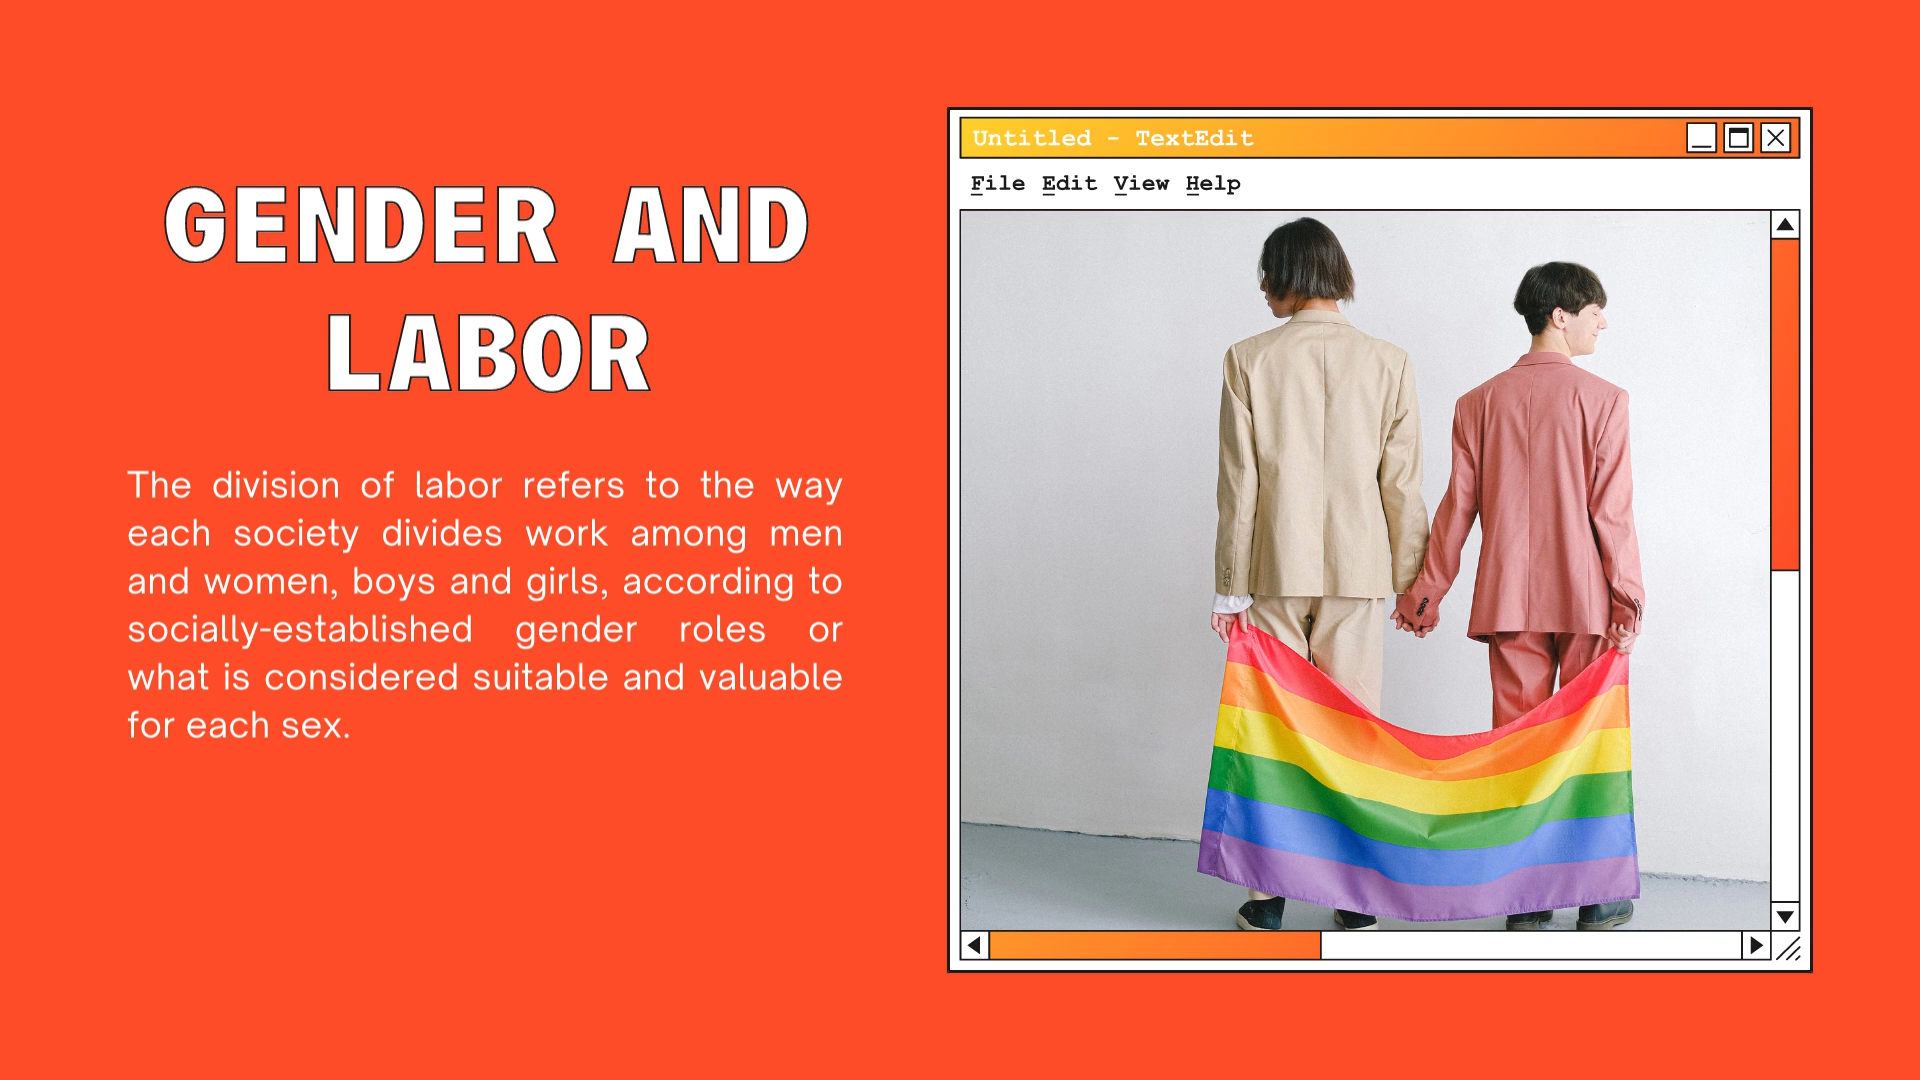 GENDER AND
LABOR
The division of labor refers to the way
each society divides work among men
and women, boys and girls, according to
socially-established gender roles or
what is considered suitable and valuable
for each sex.
Untitled - TextEdit
File Edit View Help